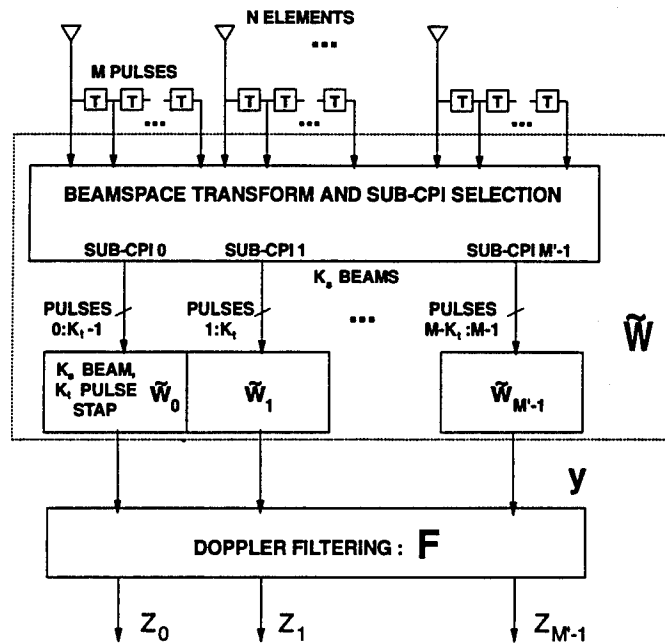 N ELEMENTS
...
M PULSES
T T T T T T T T T
... ... ...
BEAMSPACE TRANSFORM AND SUB-CPI SELECTION
SUB-CPI 0 SUB-CPI 1 SUB-CPI M'-1
Kₛ BEAMS
PULSES 0:Kₜ-1
PULSES 1:Kₜ
...
PULSES M-Kₜ:M-1
W̃
Kₛ BEAM,
Kₜ PULSE
STAP
W̃₀
W̃₁
W̃_M'-1
y
DOPPLER FILTERING : F
Z₀ Z₁ Z_M'-1